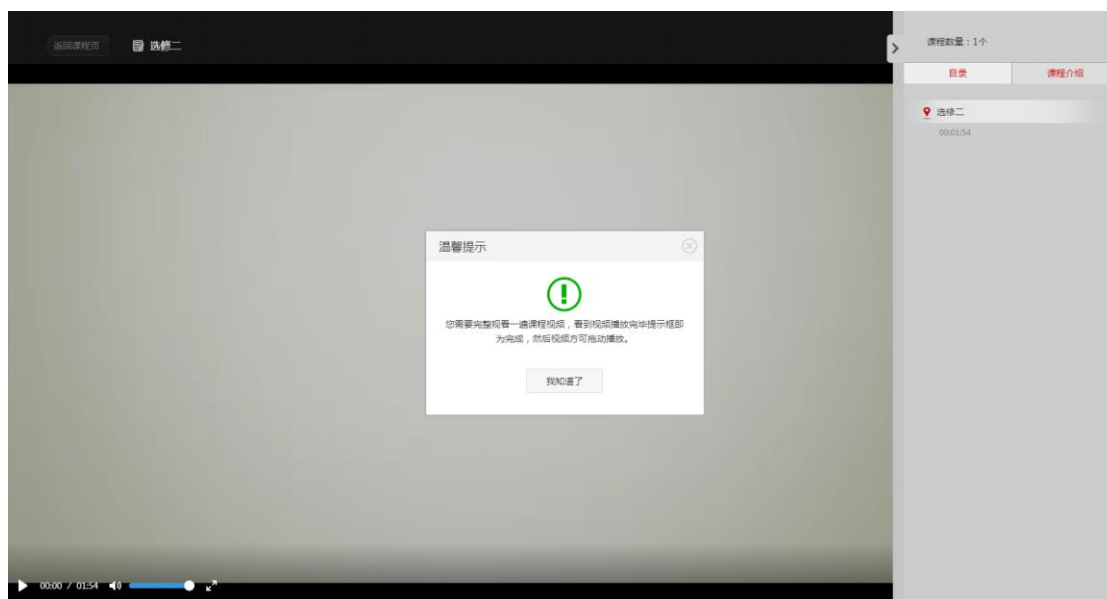 返回课程页
选修二
课程数量：1个
目录
课程介绍
选修二
00:01:54
温馨提示
您需要完整观看一遍课程视频，看到视频播放完毕提示框即
为完成，然后视频方可拖动播放。
我知道了
00:00 / 01:54